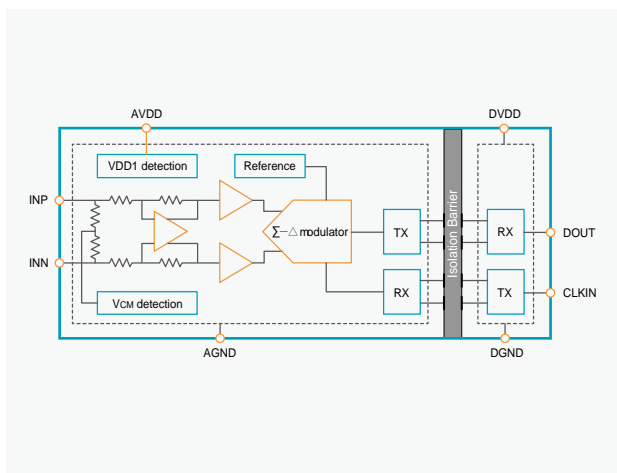 AVDD
DVDD
VDD1 detection
Reference
INP
INN
∑−△ modulator
TX
RX
Isolation Barrier
RX
TX
DOUT
CLKIN
VCM detection
AGND
DGND